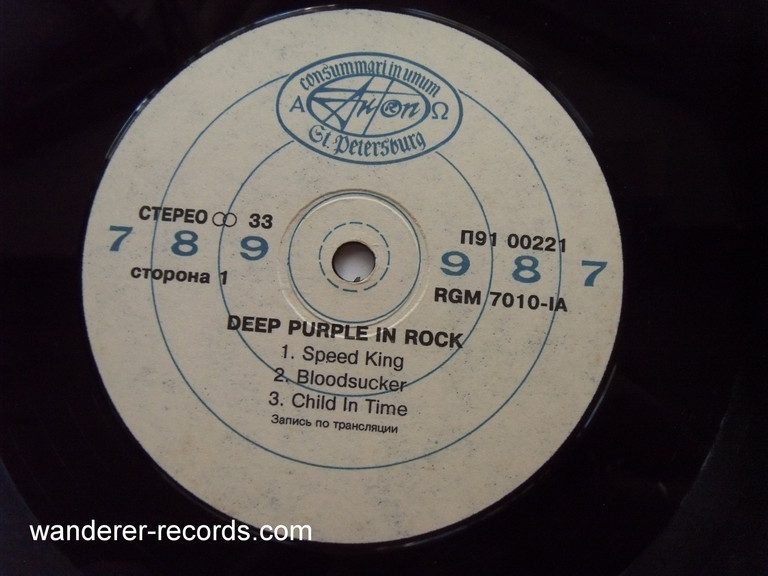 consummari in unum
Α AnTrop Ω
St. Petersburg
СТЕРЕО 33
П91 00221
7 8 9
9 8 7
сторона 1
RGM 7010-IA
DEEP PURPLE IN ROCK
1. Speed King
2. Bloodsucker
3. Child In Time
Запись по трансляции
wanderer-records.com